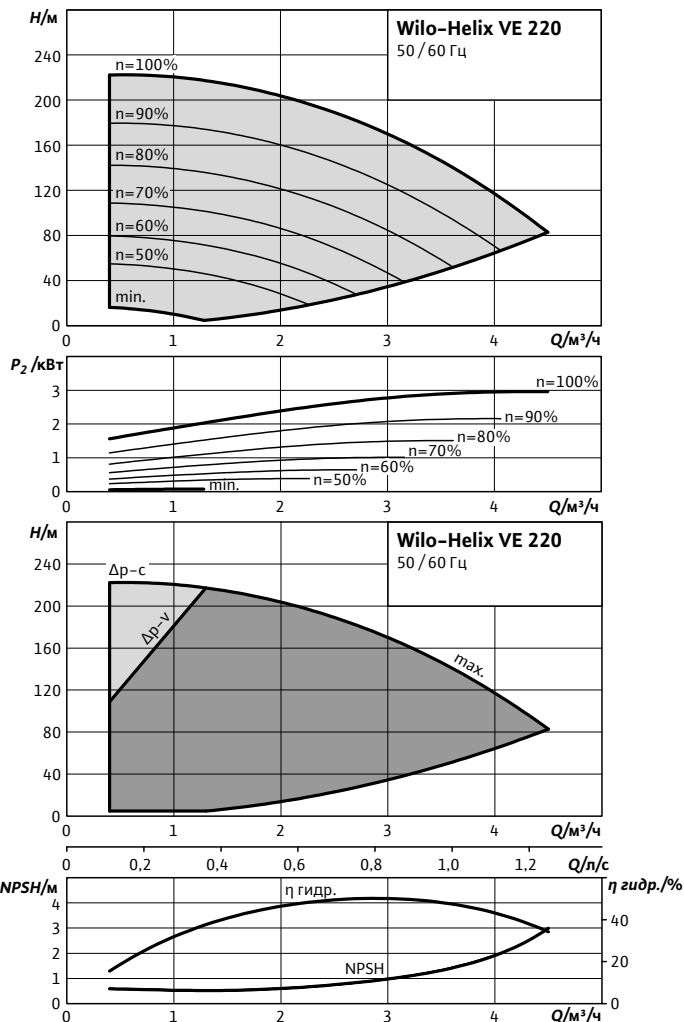 H/м
Wilo-Helix VE 220
50/60 Гц
240
n=100%
200
n=90%
160
n=80%
120
n=70%
80
n=60%
n=50%
40
min.
0
0 1 2 3 4 Q/м³/ч
P₂ /кВт
3
n=100%
2
n=90%
n=80%
1
n=70%
n=60%
n=50%
min.
0
0 1 2 3 4 Q/м³/ч
H/м
Wilo-Helix VE 220
50/60 Гц
240
Δp-c
200
Δp-v
160
max.
120
80
40
0
0 1 2 3 4 Q/м³/ч
0 0,2 0,4 0,6 0,8 1,0 1,2 Q/л/с
NPSH/м
η гидр./%
η гидр.
4
40
3
2
NPSH
20
1
0
0
0 1 2 3 4 Q/м³/ч